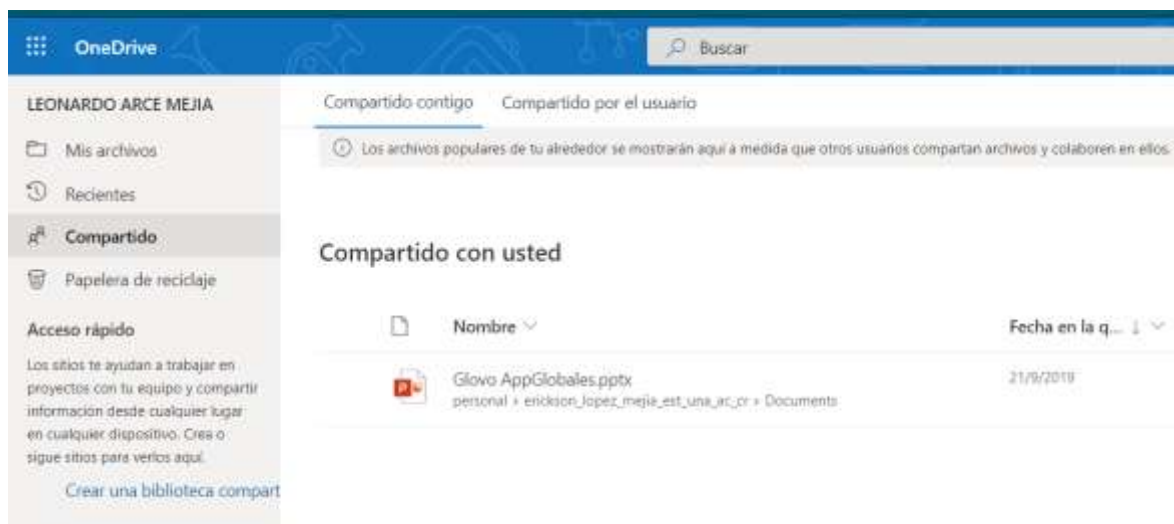 OneDrive
Buscar
LEONARDO ARCE MEJIA
Mis archivos
Recientes
Compartido
Papelera de reciclaje
Acceso rápido
Los sitios te ayudan a trabajar en
proyectos con tu equipo y compartir
información desde cualquier lugar
en cualquier dispositivo. Crea o
sigue sitios para verlos aquí.
Crear una biblioteca compart
Compartido contigo
Compartido por el usuario
Los archivos populares de tu alrededor se mostrarán aquí a medida que otros usuarios compartan archivos y colaboren en ellos.
Compartido con usted
Nombre
Fecha en la q...
Glovo AppGlobales.pptx
21/9/2019
personal › erickson_lopez_mejia_est_una_ac_cr › Documents